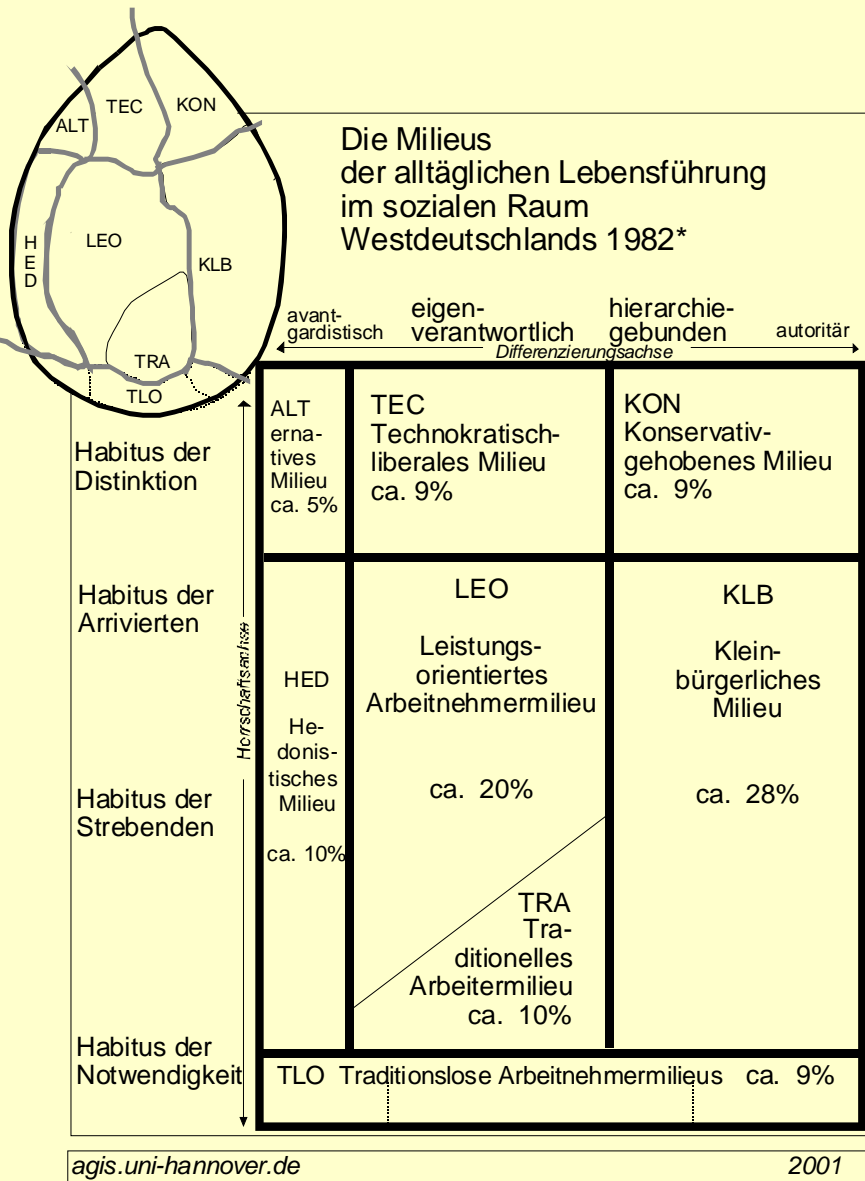 TEC
KON
ALT
HED
LEO
KLB
TRA
TLO
Die Milieus
der alltäglichen Lebensführung
im sozialen Raum
Westdeutschlands 1982*
avant-
gardistisch
eigen-
verantwortlich
hierarchie-
gebunden
autoritär
Differenzierungsachse
Herrschaftsachse
Habitus der
Distinktion
ALT
erna-
tives
Milieu
ca. 5%
TEC
Technokratisch-
liberales Milieu
ca. 9%
KON
Konservativ-
gehobenes Milieu
ca. 9%
Habitus der
Arrivierten
HED
He-
donis-
tisches
Milieu
ca. 10%
LEO
Leistungs-
orientiertes
Arbeitnehmermilieu
ca. 20%
KLB
Klein-
bürgerliches
Milieu
ca. 28%
Habitus der
Strebenden
TRA
Tra-
ditionelles
Arbeitermilieu
ca. 10%
Habitus der
Notwendigkeit
TLO Traditionslose Arbeitnehmermilieus ca. 9%
agis.uni-hannover.de
2001